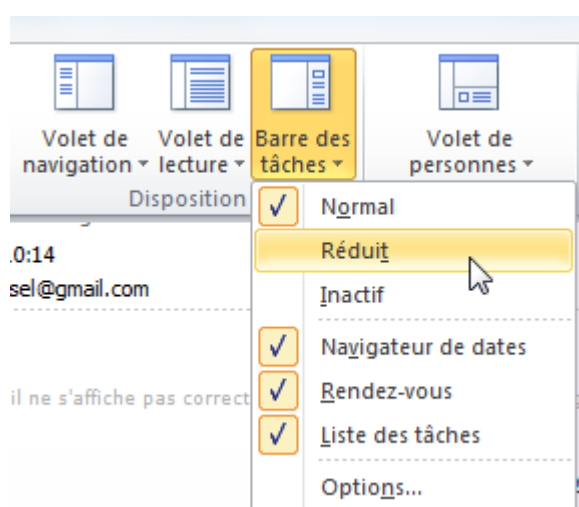 Volet de navigation
Volet de lecture
Barre des tâches
Volet de personnes
Disposition
Normal
0:14
Réduit
sel@gmail.com
Inactif
Navigateur de dates
il ne s'affiche pas correct
Rendez-vous
Liste des tâches
Options...